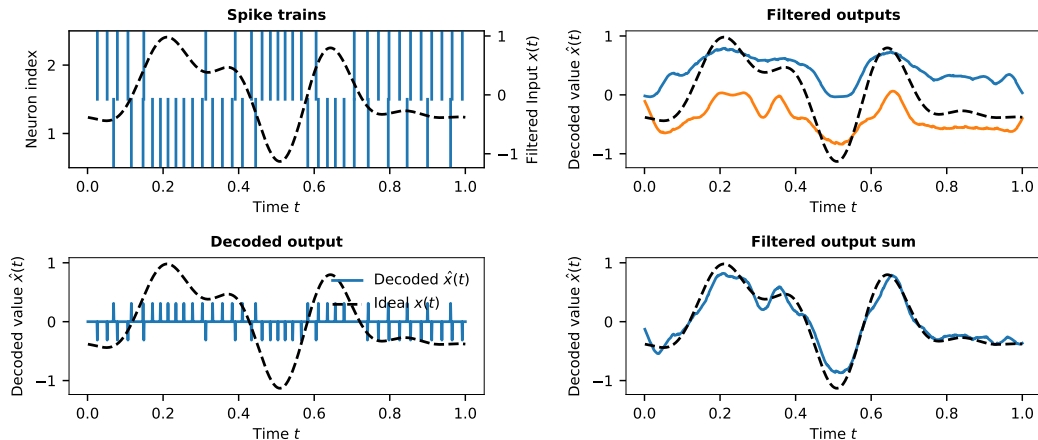 Spike trains
Neuron index
2
1
Filtered Input x(t)
1
0
−1
0.0 0.2 0.4 0.6 0.8 1.0
Time t
Filtered outputs
Decoded value x̂(t)
1
0
−1
0.0 0.2 0.4 0.6 0.8 1.0
Time t
Decoded output
Decoded value x̂(t)
1
0
−1
Decoded x̂(t)
Ideal x(t)
0.0 0.2 0.4 0.6 0.8 1.0
Time t
Filtered output sum
Decoded value x̂(t)
1
0
−1
0.0 0.2 0.4 0.6 0.8 1.0
Time t